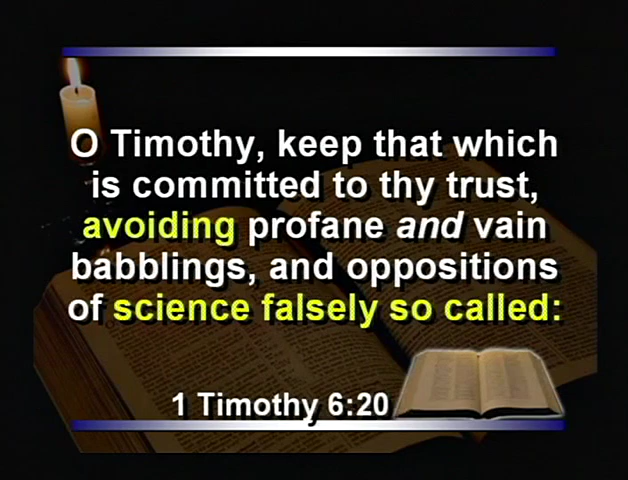 O Timothy, keep that which
is committed to thy trust,
avoiding profane and vain
babblings, and oppositions
of science falsely so called:
1 Timothy 6:20